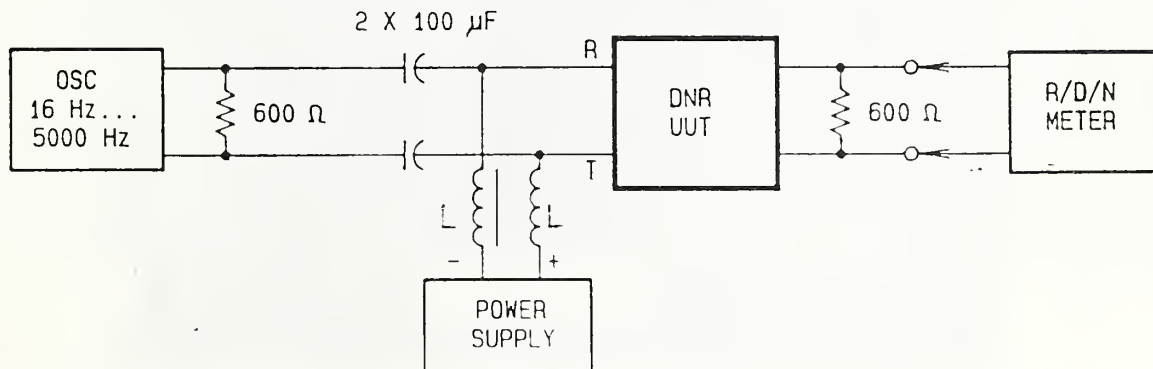 2 X 100 µF
OSC
16 Hz...
5000 Hz
600 Ω
R
T
DNR
UUT
600 Ω
R/D/N
METER
L
L
-
+
POWER
SUPPLY